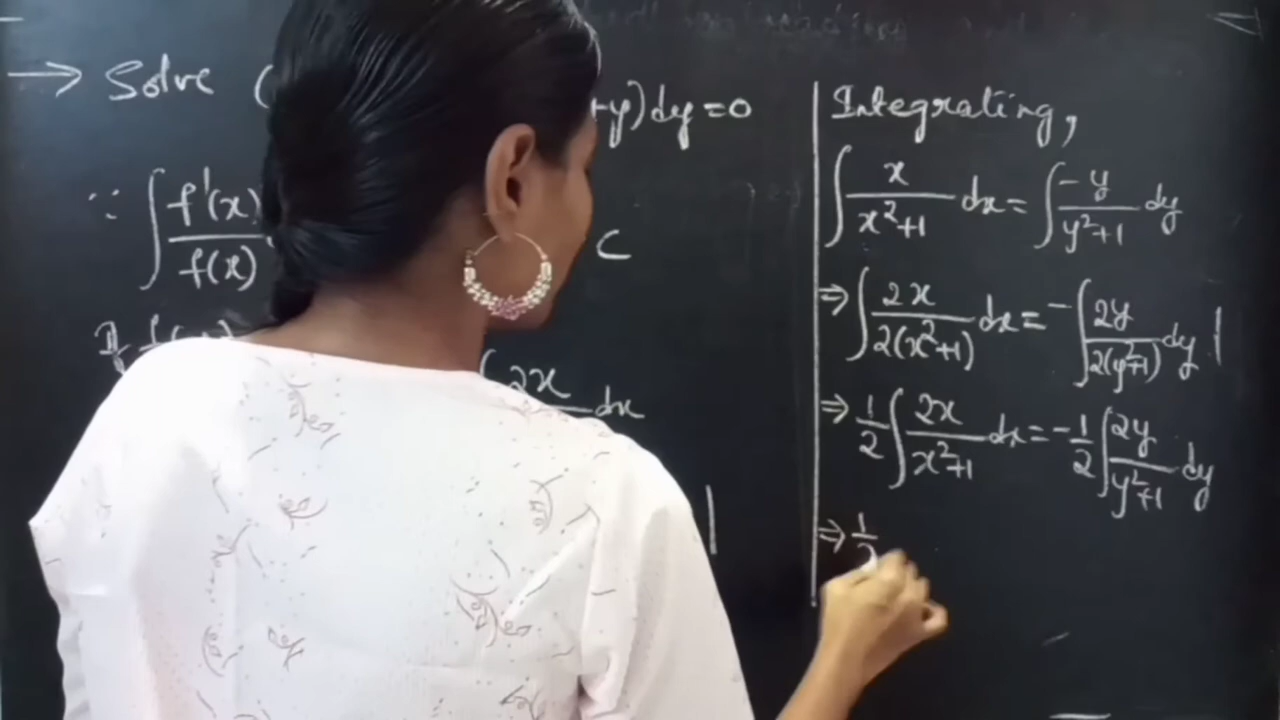 → Solve ( +y)dy = 0
∵ ∫ f'(x)/f(x) C
If f(x)
∫ 2x dx
Integrating,
∫ x/(x²+1) dx = ∫ -y/(y²+1) dy
⇒ ∫ 2x/(2(x²+1)) dx = -∫ 2y/(2(y²+1)) dy
⇒ 1/2 ∫ 2x/(x²+1) dx = -1/2 ∫ 2y/(y²+1) dy
⇒ 1/2